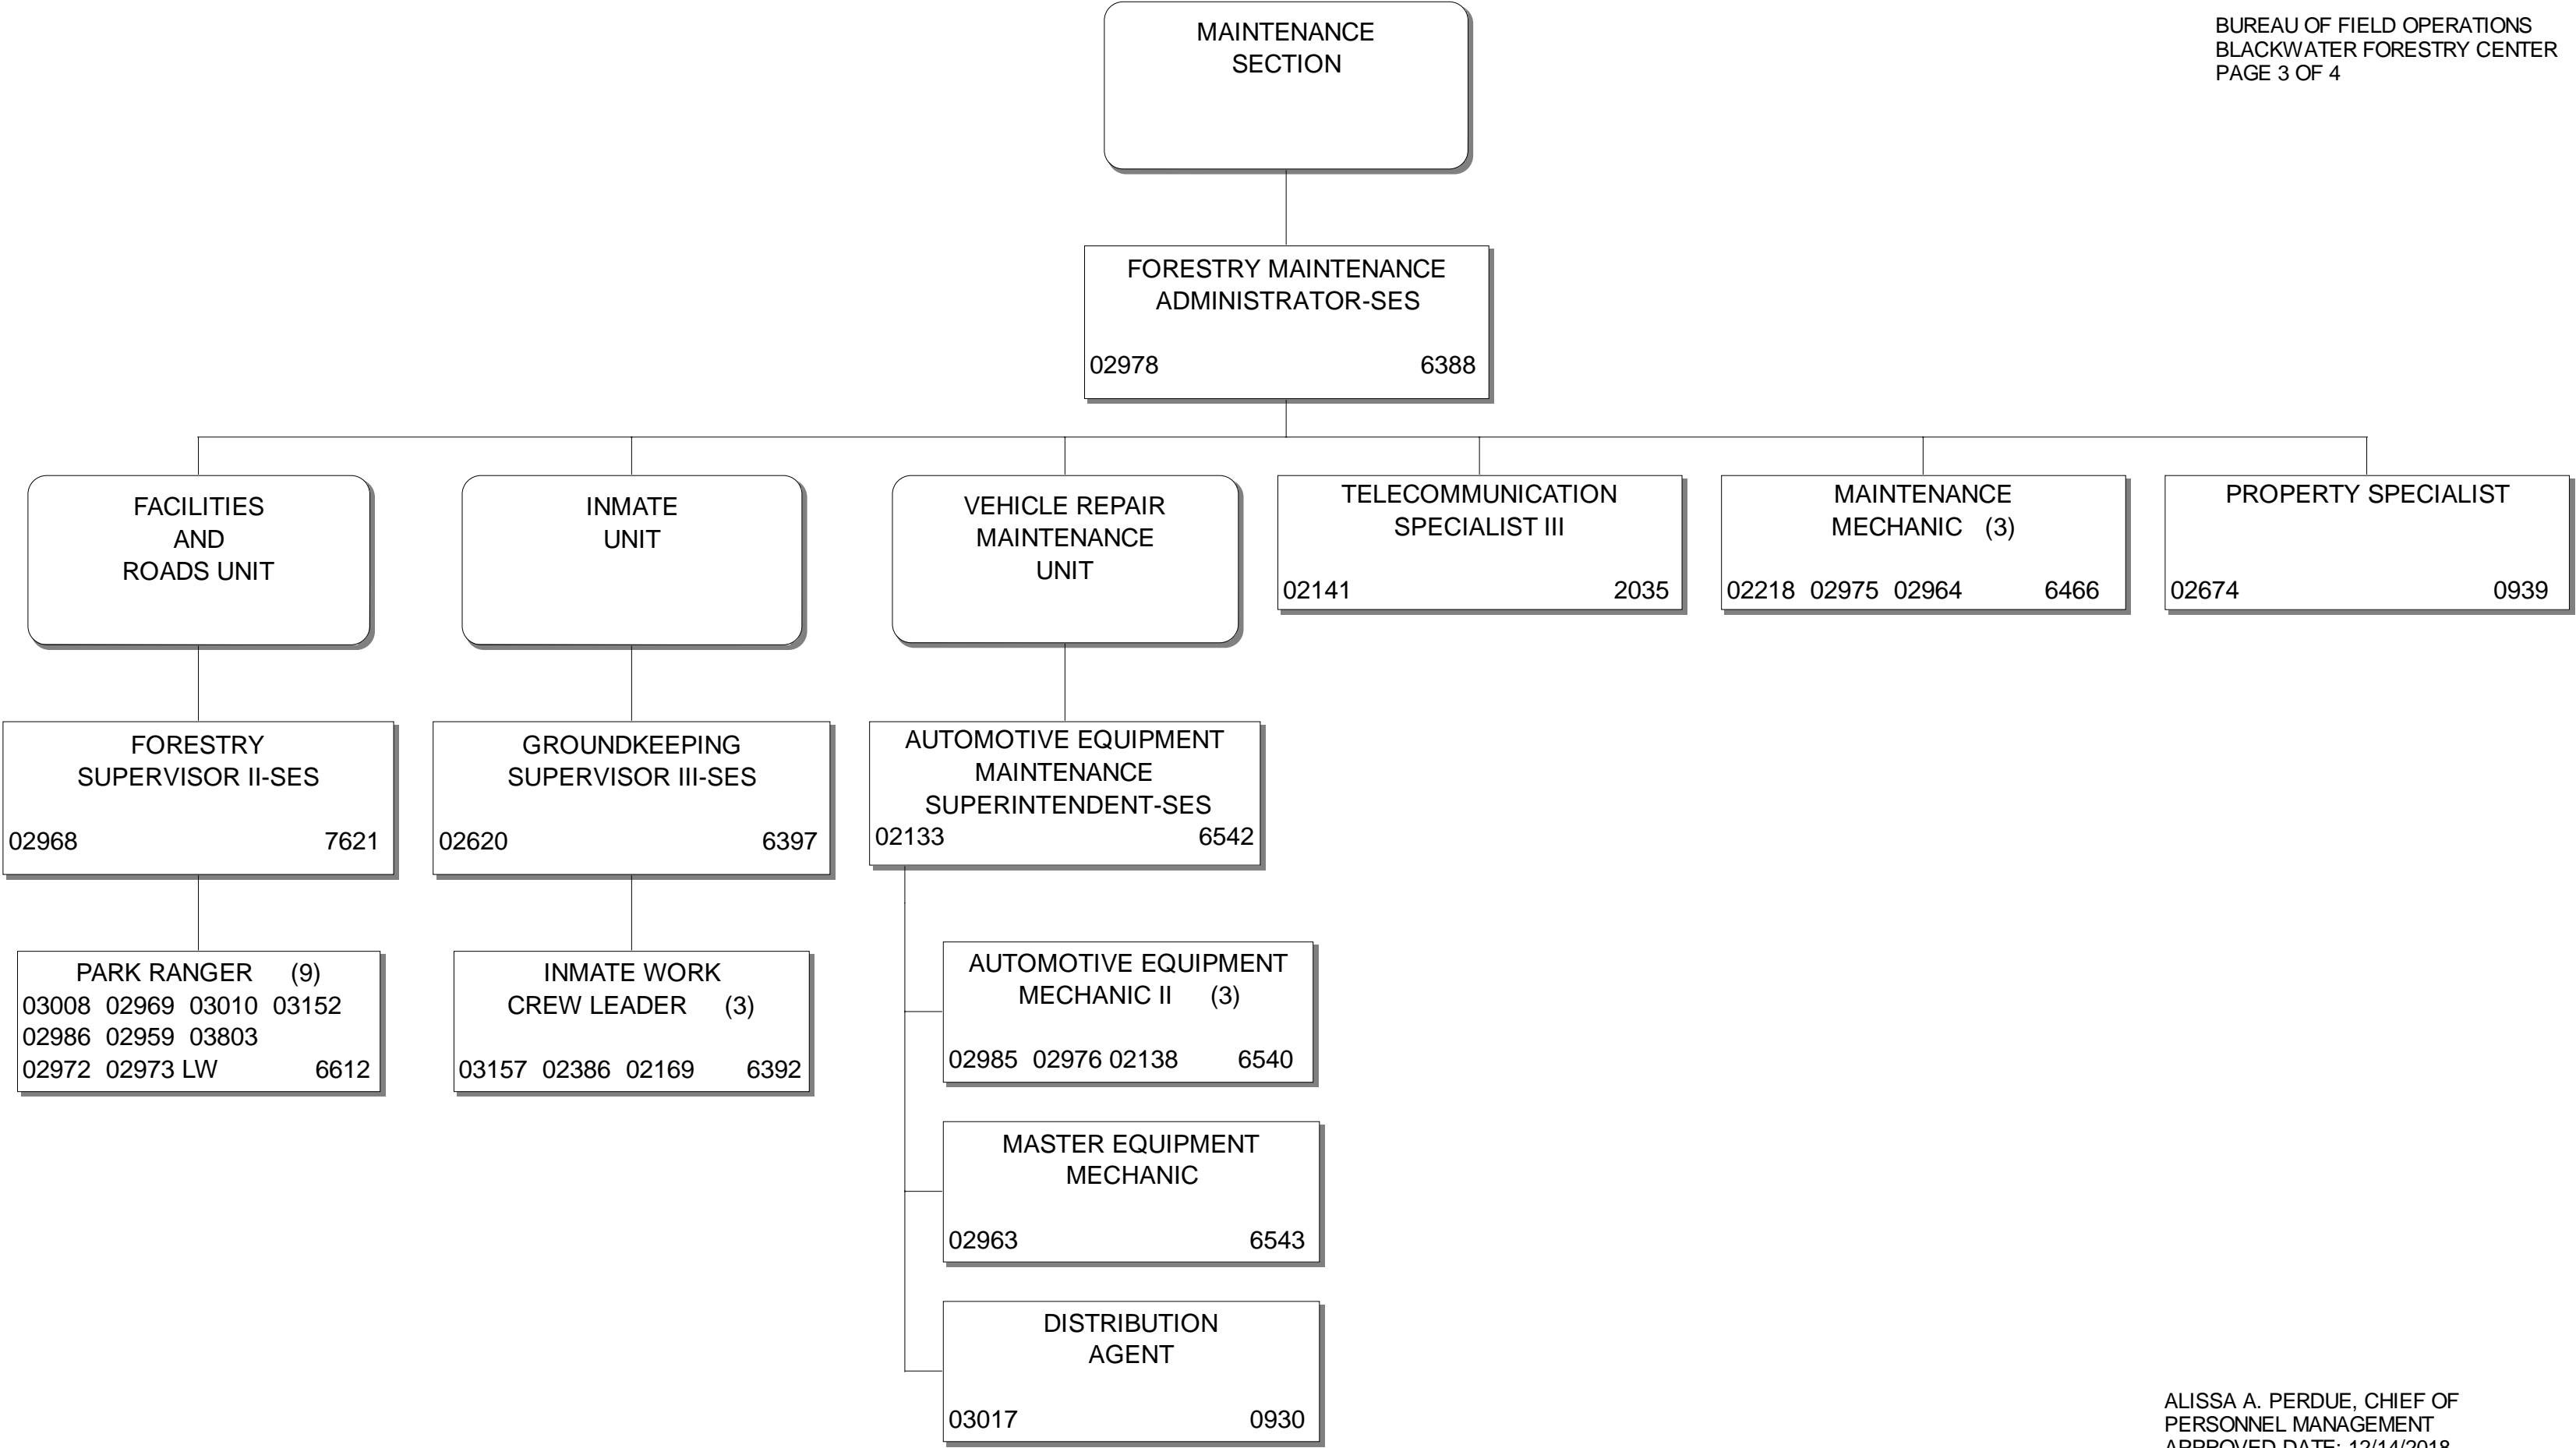 BUREAU OF FIELD OPERATIONS
BLACKWATER FORESTRY CENTER
PAGE 3 OF 4
MAINTENANCE
SECTION
FORESTRY MAINTENANCE
ADMINISTRATOR-SES
02978 6388
FACILITIES
AND
ROADS UNIT
INMATE
UNIT
VEHICLE REPAIR
MAINTENANCE
UNIT
TELECOMMUNICATION
SPECIALIST III
02141 2035
MAINTENANCE
MECHANIC (3)
02218 02975 02964 6466
PROPERTY SPECIALIST
02674 0939
FORESTRY
SUPERVISOR II-SES
02968 7621
GROUNDKEEPING
SUPERVISOR III-SES
02620 6397
AUTOMOTIVE EQUIPMENT
MAINTENANCE
SUPERINTENDENT-SES
02133 6542
PARK RANGER (9)
03008 02969 03010 03152
02986 02959 03803
02972 02973 LW 6612
INMATE WORK
CREW LEADER (3)
03157 02386 02169 6392
AUTOMOTIVE EQUIPMENT
MECHANIC II (3)
02985 02976 02138 6540
MASTER EQUIPMENT
MECHANIC
02963 6543
DISTRIBUTION
AGENT
03017 0930
ALISSA A. PERDUE, CHIEF OF
PERSONNEL MANAGEMENT
APPROVED DATE: 12/14/2018